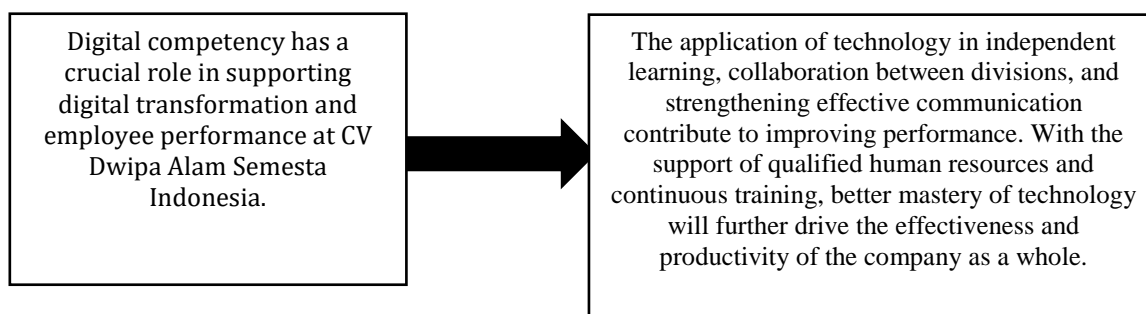 Digital competency has a
crucial role in supporting
digital transformation and
employee performance at CV
Dwipa Alam Semesta
Indonesia.
The application of technology in independent
learning, collaboration between divisions, and
strengthening effective communication
contribute to improving performance. With the
support of qualified human resources and
continuous training, better mastery of technology
will further drive the effectiveness and
productivity of the company as a whole.